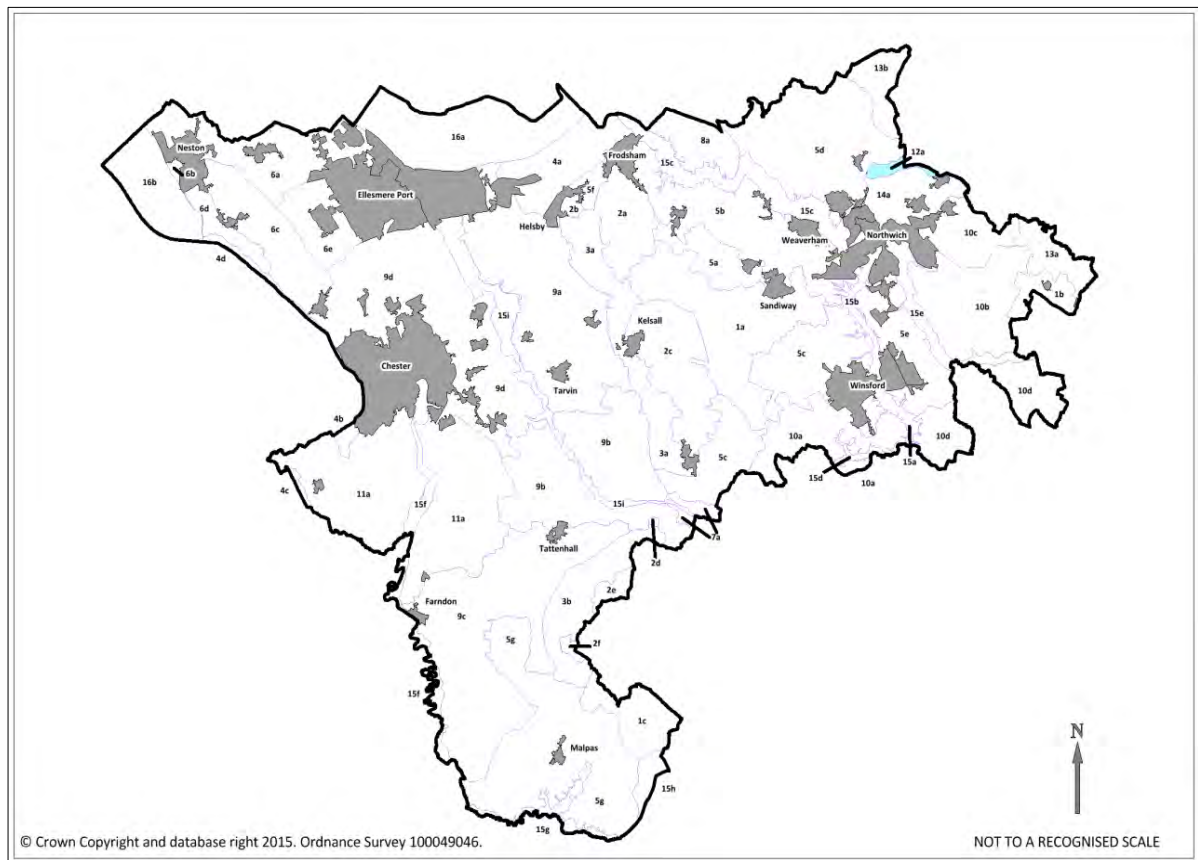 13b
8a
12a
16a
5d
Neston
Frodsham
4a
15c
6b
6a
16b
14a
5f
Ellesmere Port
2b
2a
5b
15c
6d
Helsby
Weaverham
Northwich
10c
6c
6e
3a
13a
4d
5a
9d
1b
9a
Sandiway
15b
10b
15i
15e
Kelsall
1a
5e
2c
5c
Chester
Winsford
Tarvin
9d
10d
4b
10a
10d
9b
3a
5c
15d
15a
10a
4c
11a
9b
15f
15i
11a
7a
Tattenhall
2d
2e
3b
Farndon
9c
5g
2f
15f
1c
N
Malpas
15h
5g
15g
© Crown Copyright and database right 2015. Ordnance Survey 100049046.
NOT TO A RECOGNISED SCALE